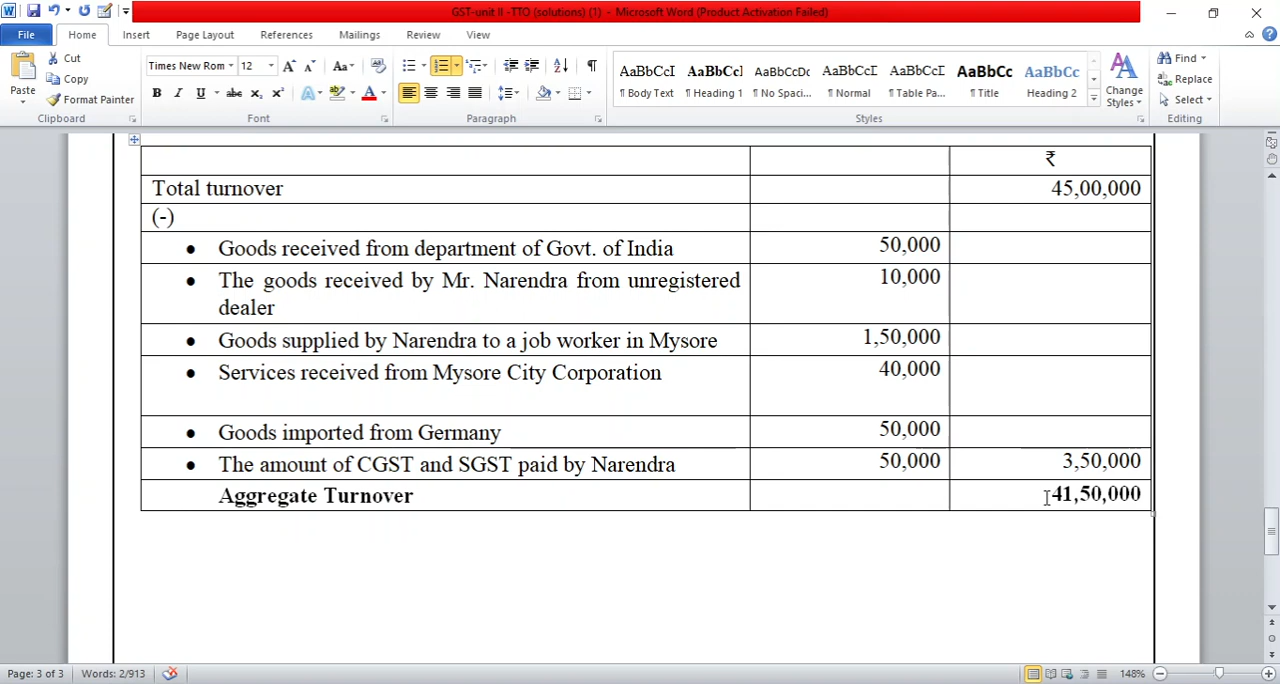 GST-unit II -TTO (solutions) (1) - Microsoft Word (Product Activation Failed)
File Home Insert Page Layout References Mailings Review View
Paste
Cut
Copy
Format Painter
Clipboard
Times New Rom 12
Font
Paragraph
AaBbCcI AaBbCc] AaBbCcDc AaBbCcD AaBbCcI AaBbCc AaBbCc
¶ Body Text ¶ Heading 1 ¶ No Spaci... ¶ Normal ¶ Table Pa... ¶ Title Heading 2
Change Styles
Styles
Find
Replace
Select
Editing
₹
Total turnover 45,00,000
(-)
• Goods received from department of Govt. of India 50,000
• The goods received by Mr. Narendra from unregistered 10,000
dealer
• Goods supplied by Narendra to a job worker in Mysore 1,50,000
• Services received from Mysore City Corporation 40,000
• Goods imported from Germany 50,000
• The amount of CGST and SGST paid by Narendra 50,000 3,50,000
Aggregate Turnover 41,50,000
Page: 3 of 3 Words: 2/913 148%